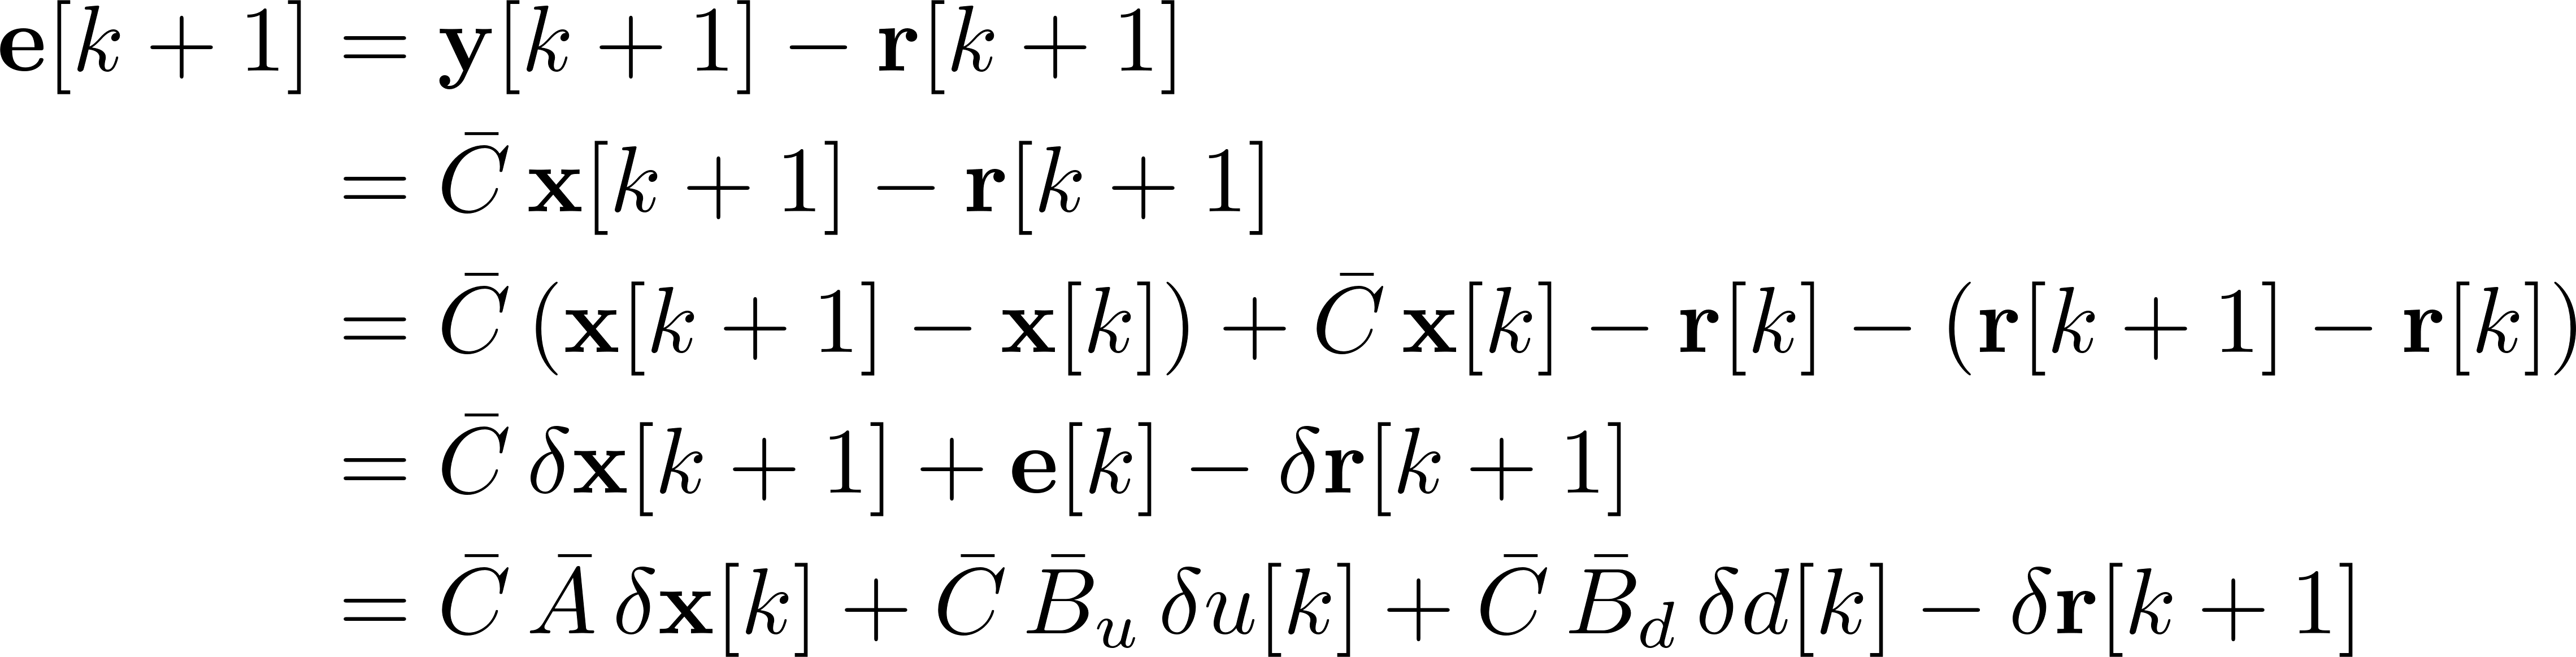 𝐞[k + 1] = 𝐲[k + 1] − 𝐫[k + 1]
= C̄ 𝐱[k + 1] − 𝐫[k + 1]
= C̄ (𝐱[k + 1] − 𝐱[k]) + C̄ 𝐱[k] − 𝐫[k] − (𝐫[k + 1] − 𝐫[k])
= C̄ δ𝐱[k + 1] + 𝐞[k] − δ𝐫[k + 1]
= C̄ Ā δ𝐱[k] + C̄ B̄_u δu[k] + C̄ B̄_d δd[k] − δ𝐫[k + 1]